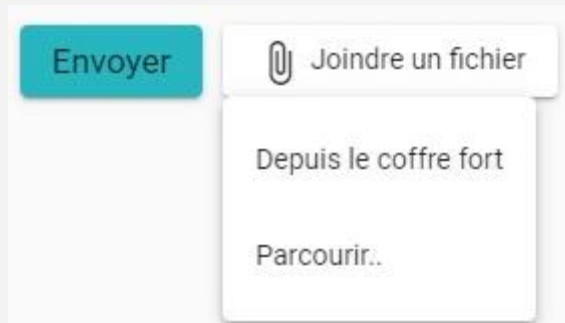 Envoyer
Joindre un fichier
Depuis le coffre fort
Parcourir..